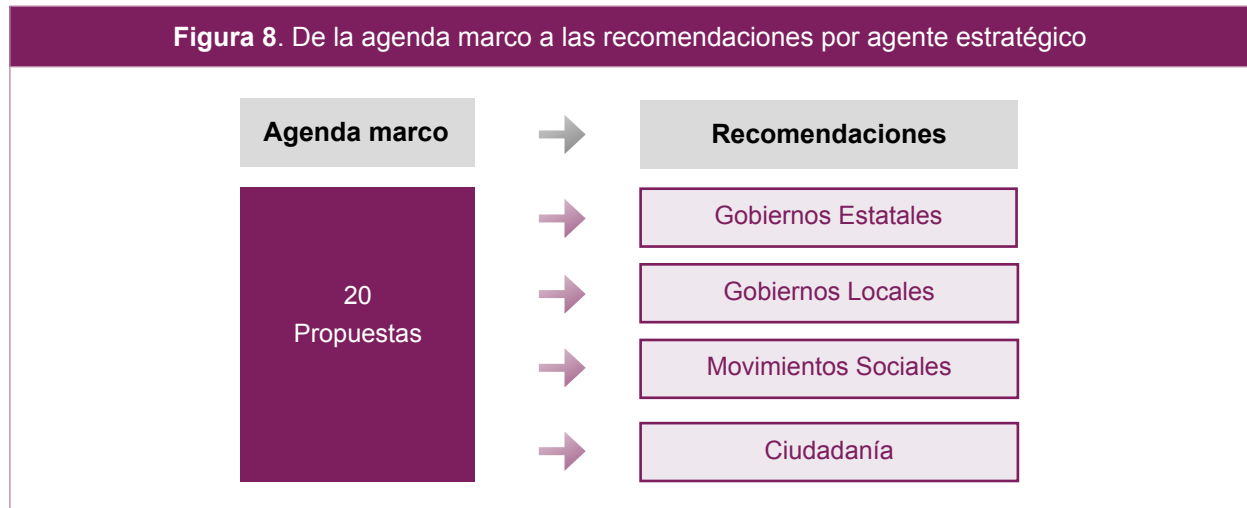 Figura 8. De la agenda marco a las recomendaciones por agente estratégico
Agenda marco
Recomendaciones
20
Propuestas
Gobiernos Estatales
Gobiernos Locales
Movimientos Sociales
Ciudadanía